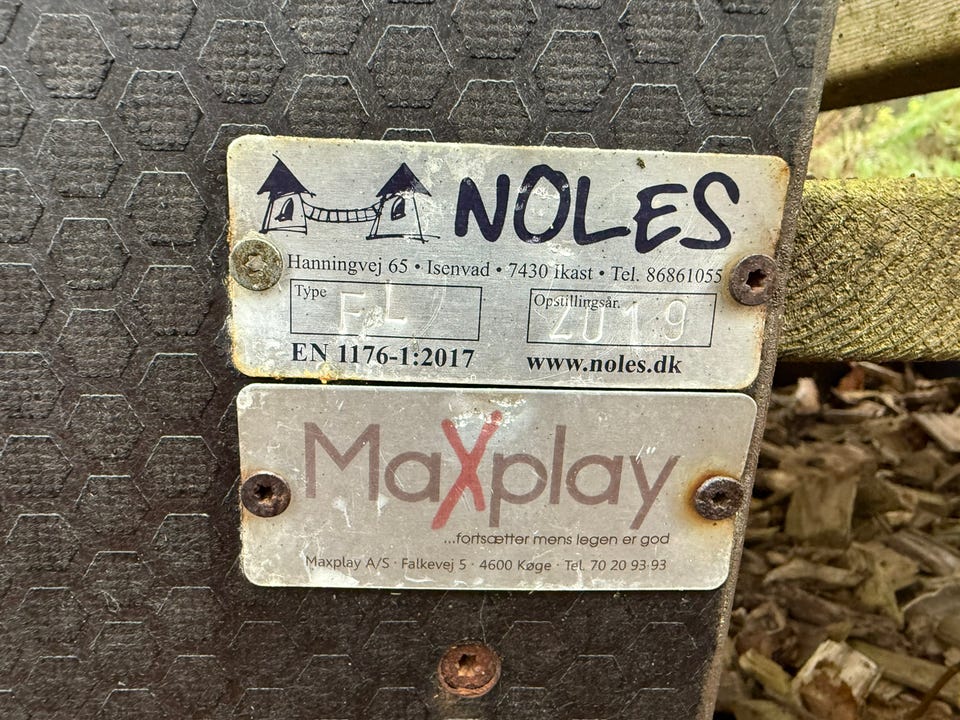 NOLES
Hanningvej 65 • Isenvad • 7430 Ikast • Tel. 86861055
Type
FL
Opstillingsår.
2019
EN 1176-1:2017
www.noles.dk
MaXplay
...fortsætter mens legen er god
Maxplay A/S · Falkevej 5 · 4600 Køge · Tel. 70 20 93 93